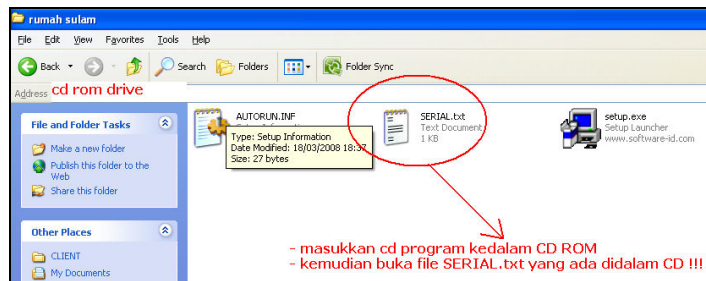 rumah sulam
File Edit View Favorites Tools Help
Back Search Folders Folder Sync
Address cd rom drive
File and Folder Tasks
Make a new folder
Publish this folder to the
Web
Share this folder
Other Places
CLIENT
My Documents
AUTORUN.INF
Type: Setup Information
Date Modified: 18/03/2008 18:37
Size: 27 bytes
SERIAL.txt
Text Document
1 KB
setup.exe
Setup Launcher
www.software-id.com
- masukkan cd program kedalam CD ROM
- kemudian buka file SERIAL.txt yang ada didalam CD !!!